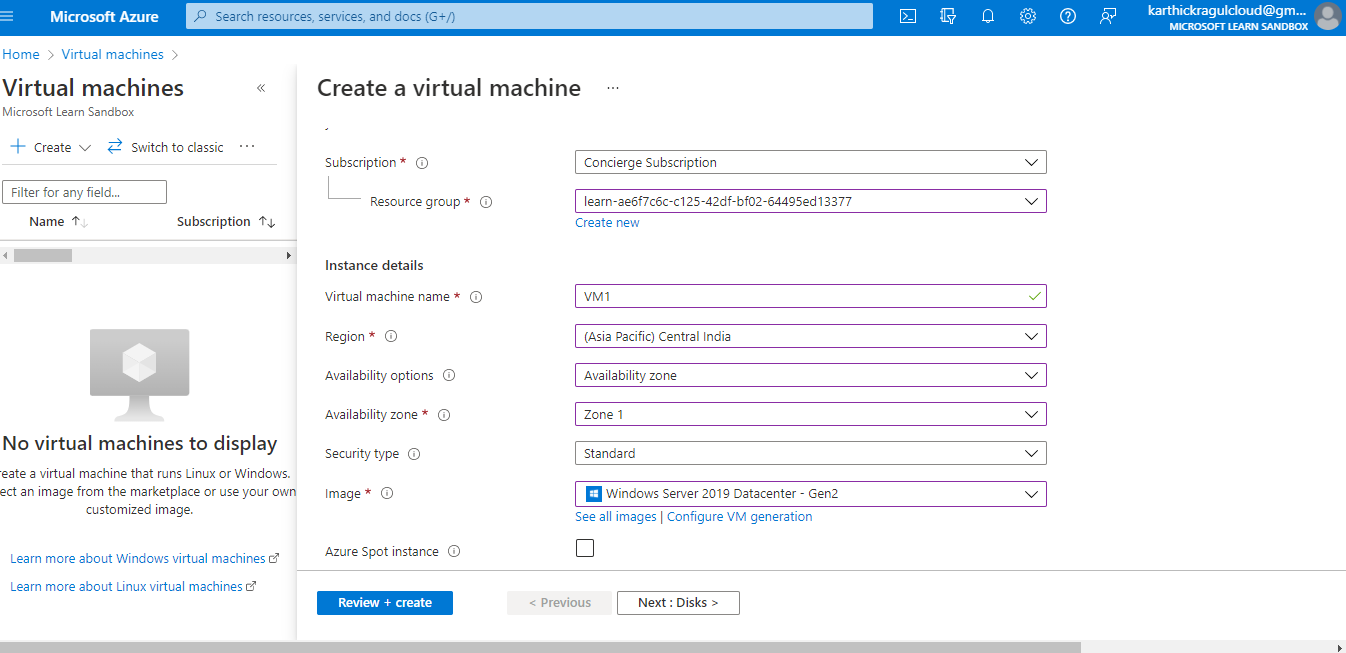 Microsoft Azure
Search resources, services, and docs (G+/)
karthickragulcloud@gm...
MICROSOFT LEARN SANDBOX
Home > Virtual machines >
Virtual machines «
Microsoft Learn Sandbox
+ Create Switch to classic ...
Filter for any field...
Name ↑↓ Subscription ↑↓
No virtual machines to display
reate a virtual machine that runs Linux or Windows.
ect an image from the marketplace or use your own
customized image.
Learn more about Windows virtual machines
Learn more about Linux virtual machines
Create a virtual machine ...
Subscription * Concierge Subscription
Resource group * learn-ae6f7c6c-c125-42df-bf02-64495ed13377
Create new
Instance details
Virtual machine name * VM1
Region * (Asia Pacific) Central India
Availability options Availability zone
Availability zone * Zone 1
Security type Standard
Image * Windows Server 2019 Datacenter - Gen2
See all images | Configure VM generation
Azure Spot instance
Review + create < Previous Next : Disks >